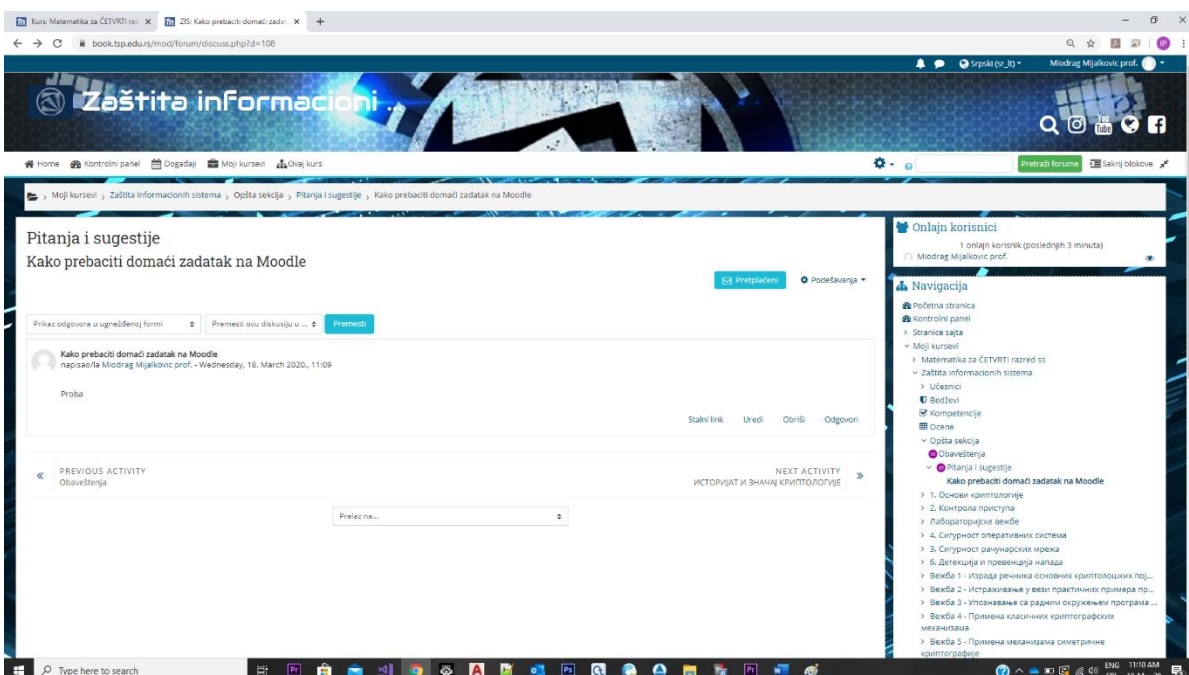 Kurs: Matematika za ČETVRTI raz
ZIS: Kako prebaciti domaći zadat
book.tsp.edu.rs/mod/forum/discuss.php?d=108
Srpski (sr_lt)
Miodrag Mijalkovic prof.
Zaštita informacioni ...
Home
Kontrolni panel
Događaji
Moji kursevi
Ovaj kurs
Pretraži forume
Sakrij blokove
Moji kursevi > Zaštita informacionih sistema > Opšta sekcija > Pitanja i sugestije > Kako prebaciti domaći zadatak na Moodle
Pitanja i sugestije
Kako prebaciti domaći zadatak na Moodle
Pretplaćeni
Podešavanja
Prikaz odgovora u ugnežđenoj formi
Premesti ovu diskusiju u ...
Premesti
Kako prebaciti domaći zadatak na Moodle
napisao/la Miodrag Mijalkovic prof. - Wednesday, 18. March 2020., 11:09
Proba
Stalni link
Uredi
Obriši
Odgovori
PREVIOUS ACTIVITY
Obaveštenja
NEXT ACTIVITY
ИСТОРИЈАТ И ЗНАЧАЈ КРИПТОЛОГИЈЕ
Prelaz na...
Onlajn korisnici
1 onlajn korisnik (poslednjih 3 minuta)
Miodrag Mijalkovic prof.
Navigacija
Početna stranica
Kontrolni panel
Stranice sajta
Moji kursevi
Matematika za ČETVRTI razred ss
Zaštita informacionih sistema
Učesnici
Bedževi
Kompetencije
Ocene
Opšta sekcija
Obaveštenja
Pitanja i sugestije
Kako prebaciti domaći zadatak na Moodle
1. Основи криптологије
2. Контрола приступа
Лабораторијске вежбе
4. Сигурност оперативних система
3. Сигурност рачунарских мрежа
6. Детекција и превенција напада
Вежба 1 - Израда речника основних криптолошких пој...
Вежба 2 - Истраживање у вези практичних примера пр...
Вежба 3 - Упознавање са радним окружењем програма ...
Вежба 4 - Примена класичних криптографских
механизама
Вежба 5 - Примена механизама симетричне
криптографије
Type here to search
ENG 11:10 AM